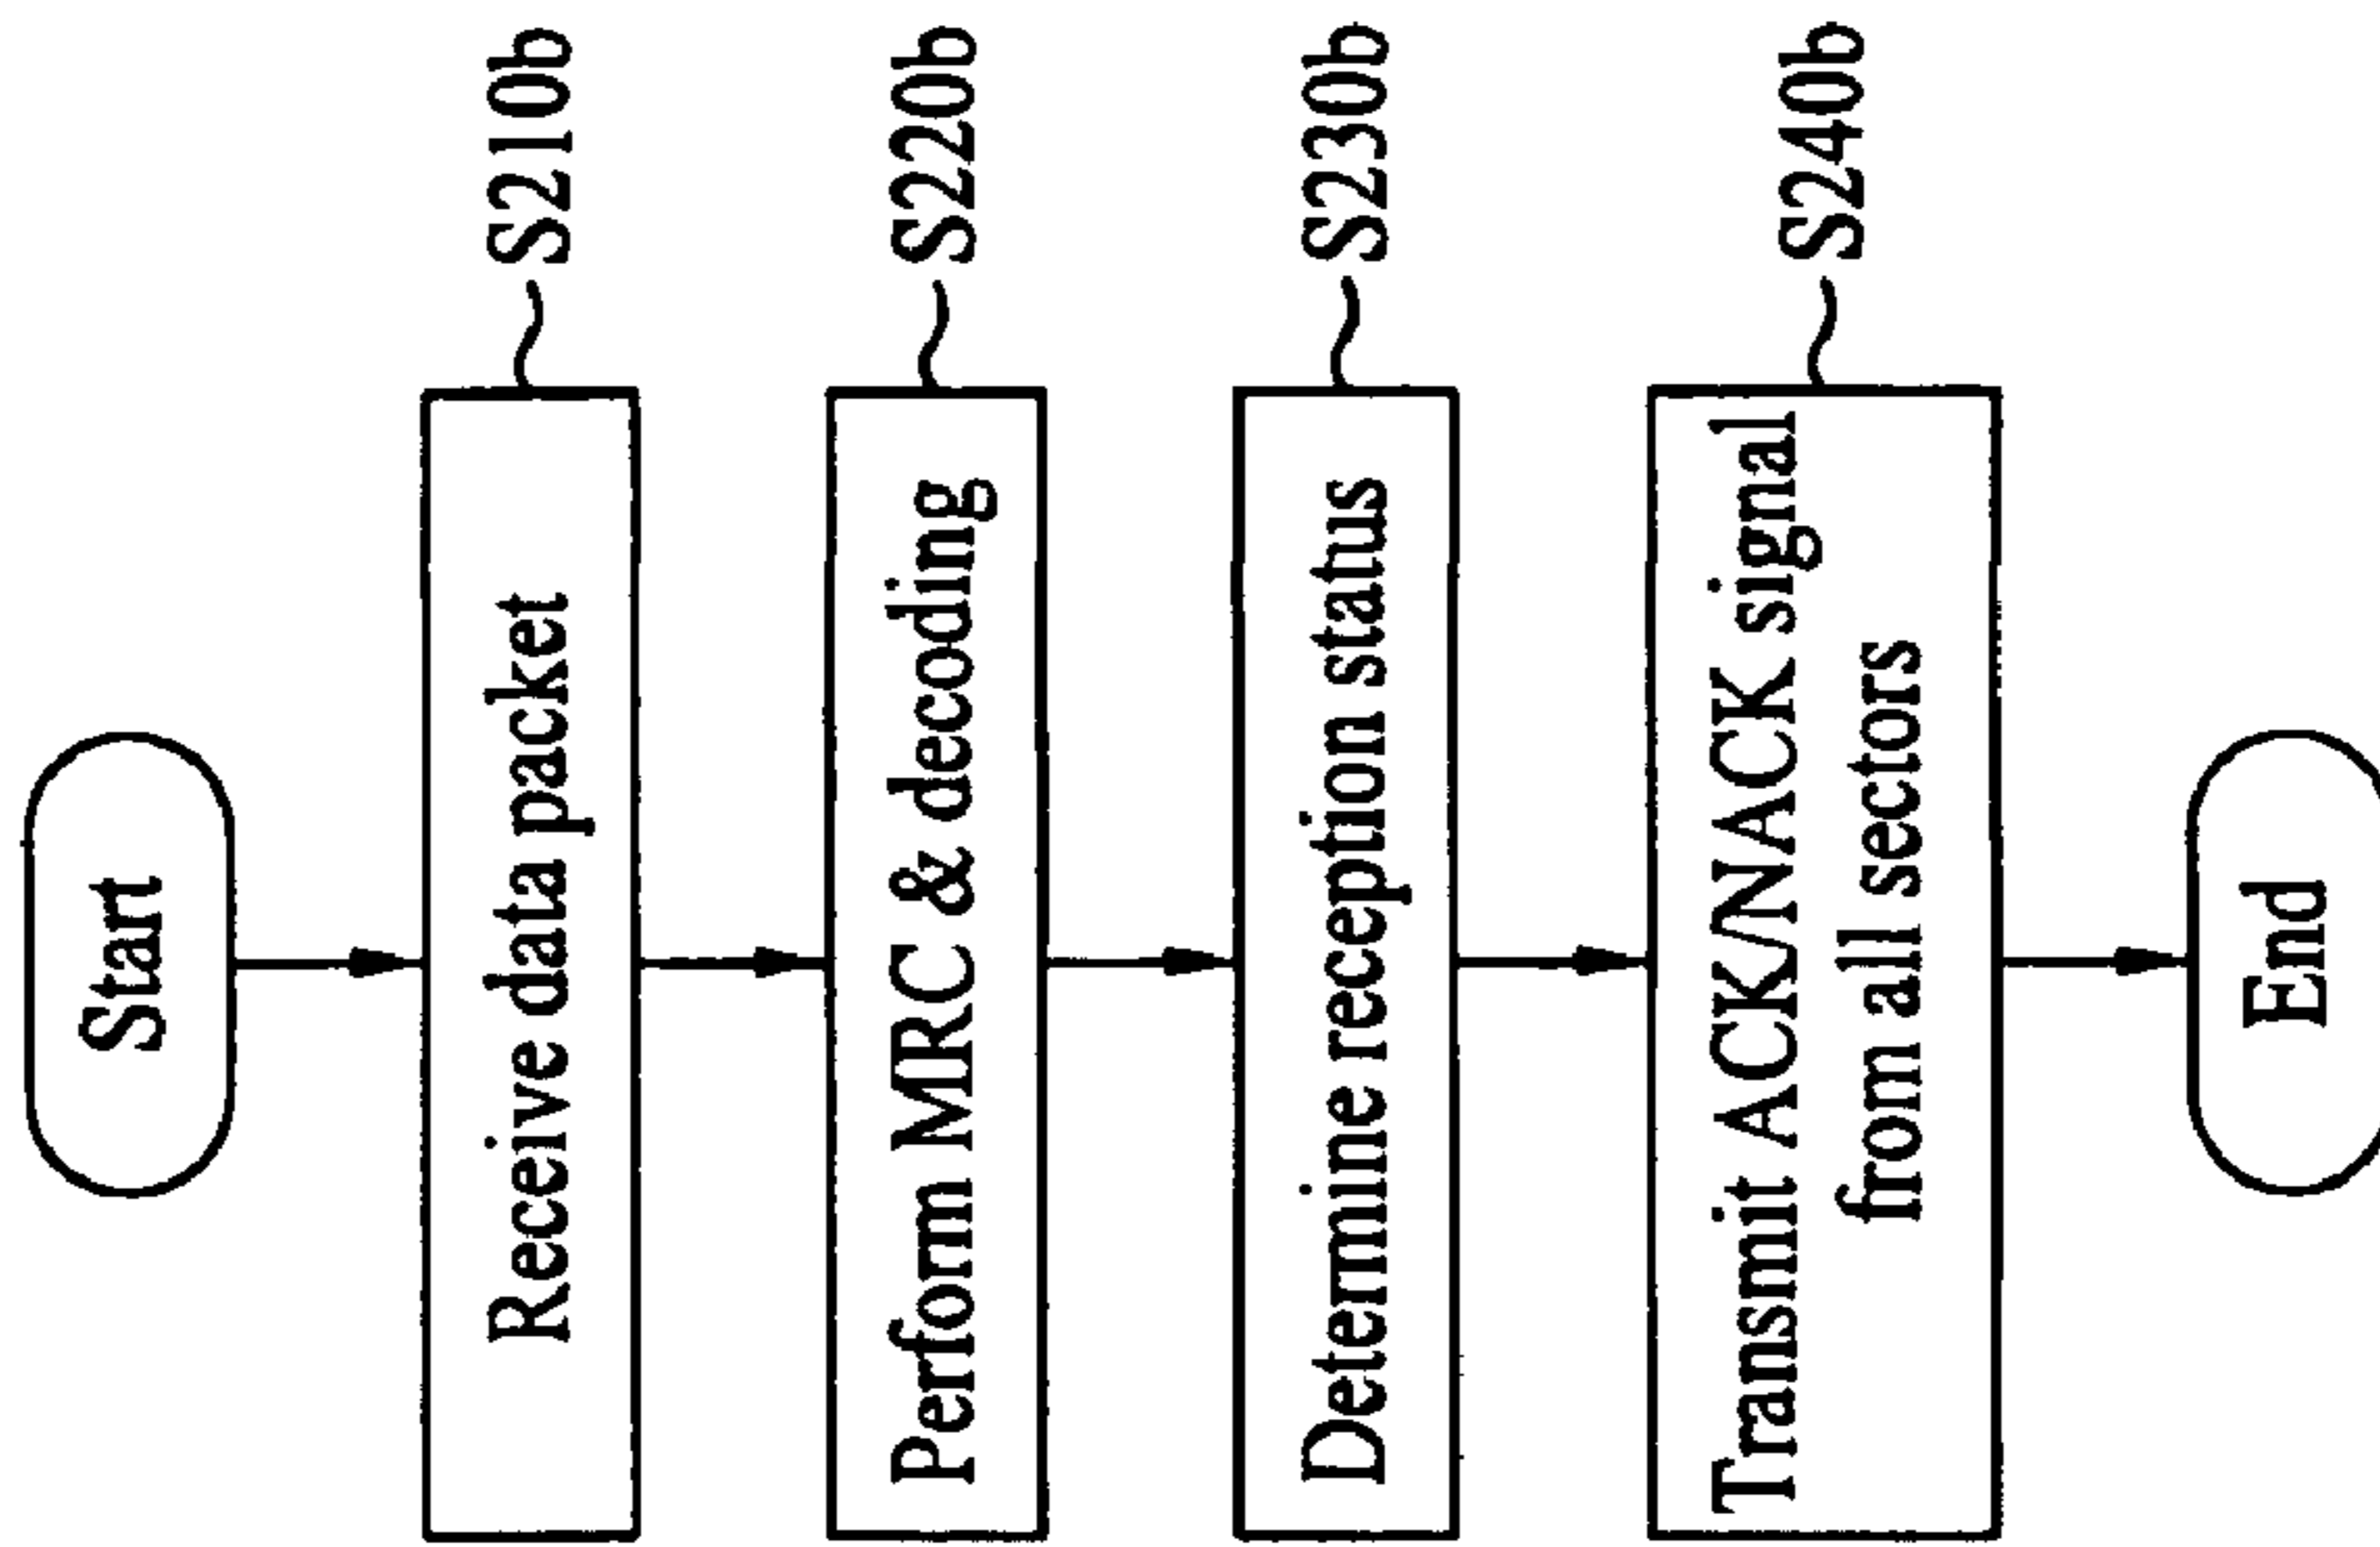 Start
Receive data packet
S210b
Perform MRC & decoding
S220b
Determine reception status
S230b
Transmit ACK/NACK signal
from all sectors
S240b
End